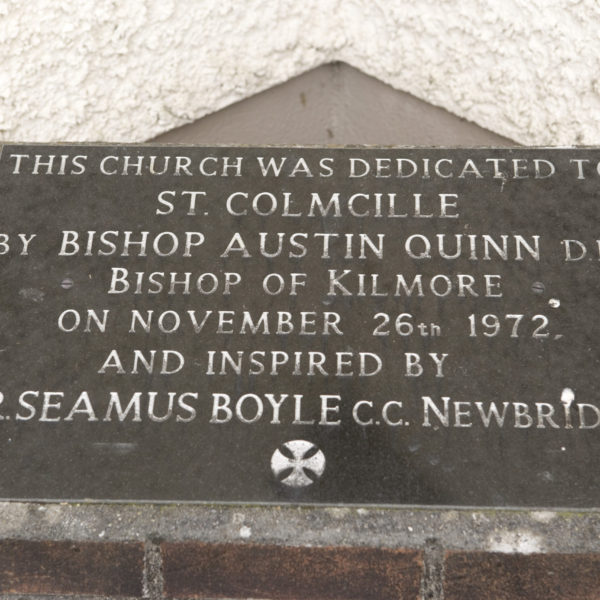 THIS CHURCH WAS DEDICATED TO
ST. COLMCILLE
BY BISHOP AUSTIN QUINN
BISHOP OF KILMORE
ON NOVEMBER 26th 1972
AND INSPIRED BY
SEAMUS BOYLE C.C.